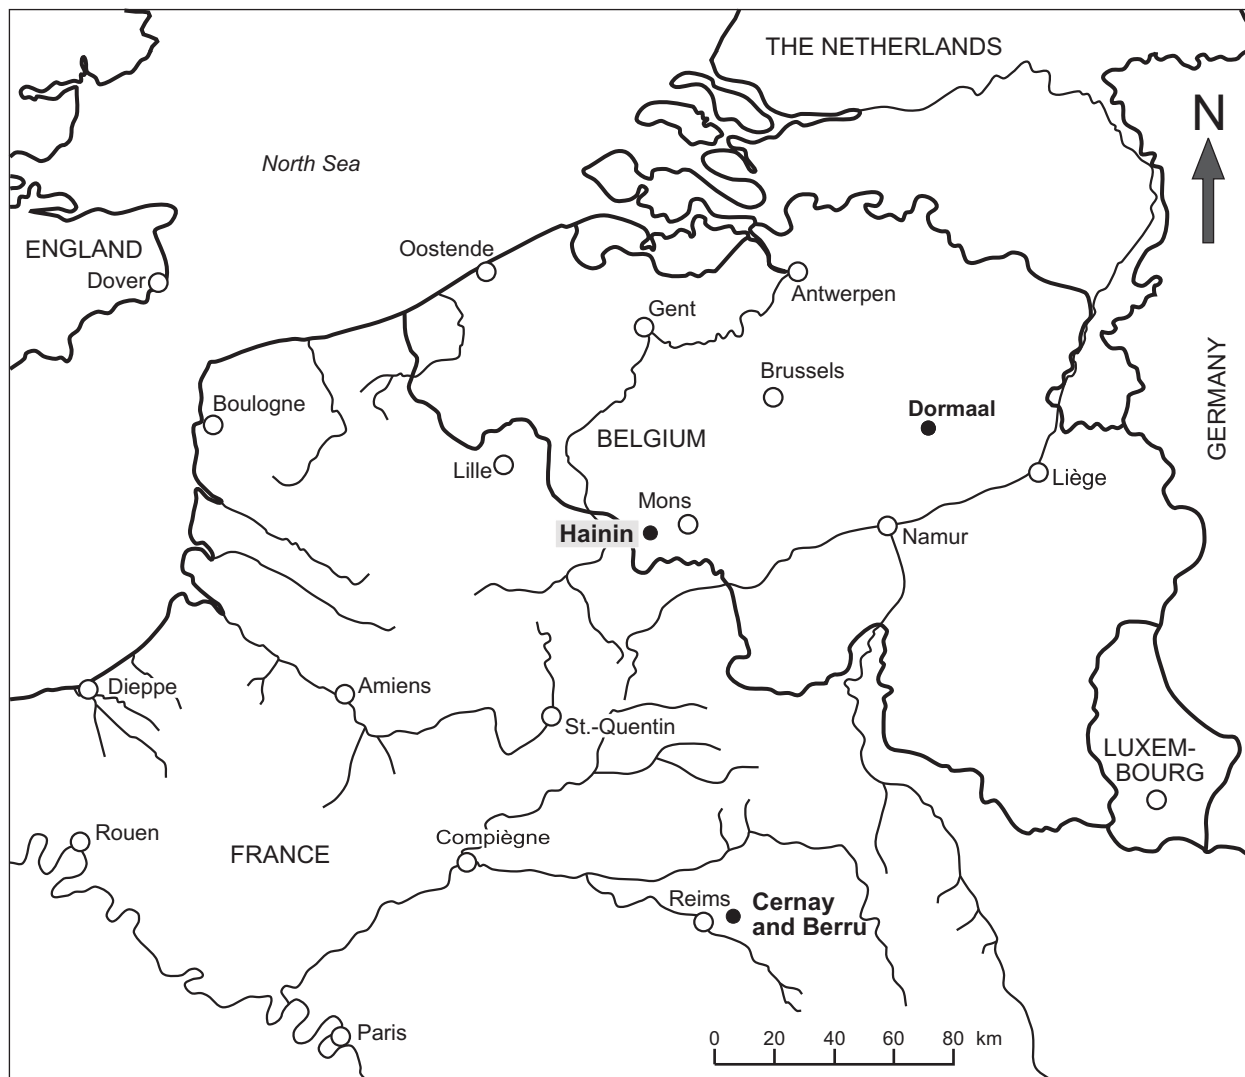 THE NETHERLANDS
N
North Sea
ENGLAND
Dover
Oostende
Antwerpen
Gent
Brussels
GERMANY
Boulogne
Dormaal
BELGIUM
Lille
Liège
Mons
Hainin
Namur
Dieppe
Amiens
St.-Quentin
LUXEM-
BOURG
Rouen
Compiègne
FRANCE
Reims
Cernay
and Berru
Paris
0 20 40 60 80 km